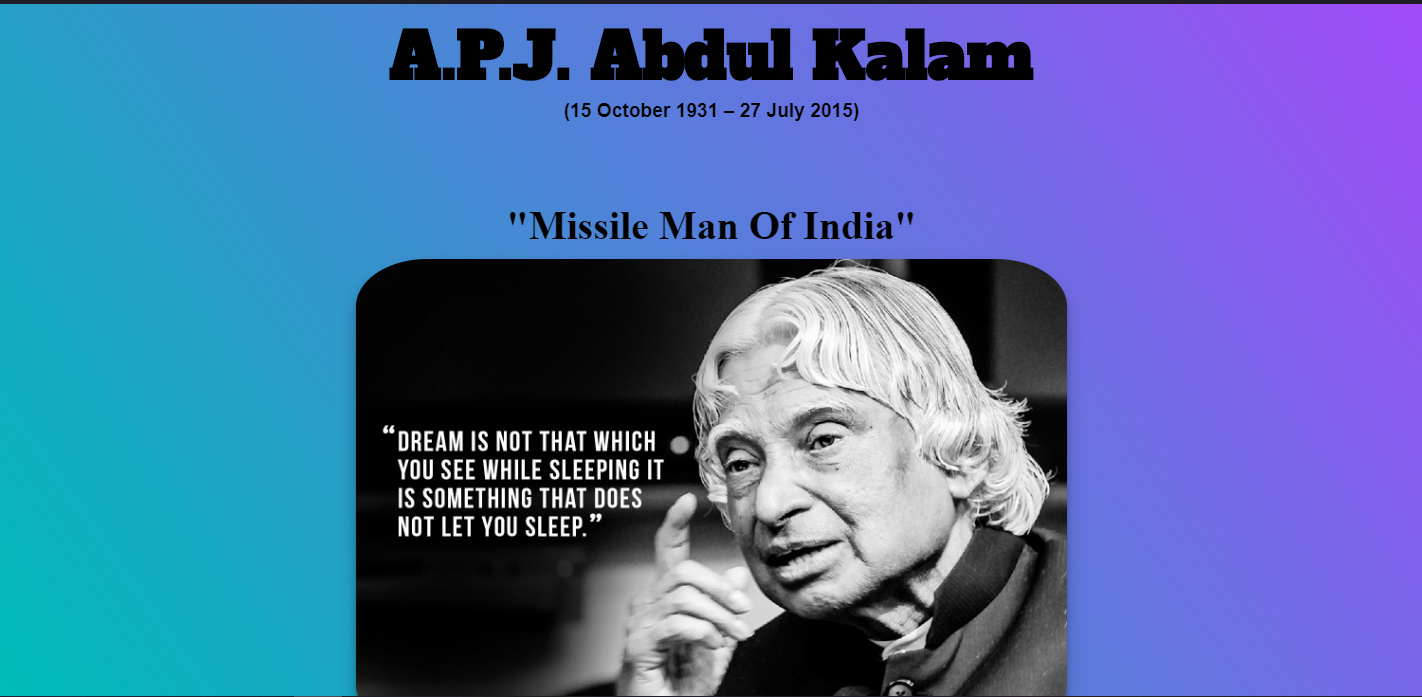 A.P.J. Abdul Kalam
(15 October 1931 – 27 July 2015)
"Missile Man Of India"
“DREAM IS NOT THAT WHICH
YOU SEE WHILE SLEEPING IT
IS SOMETHING THAT DOES
NOT LET YOU SLEEP.”